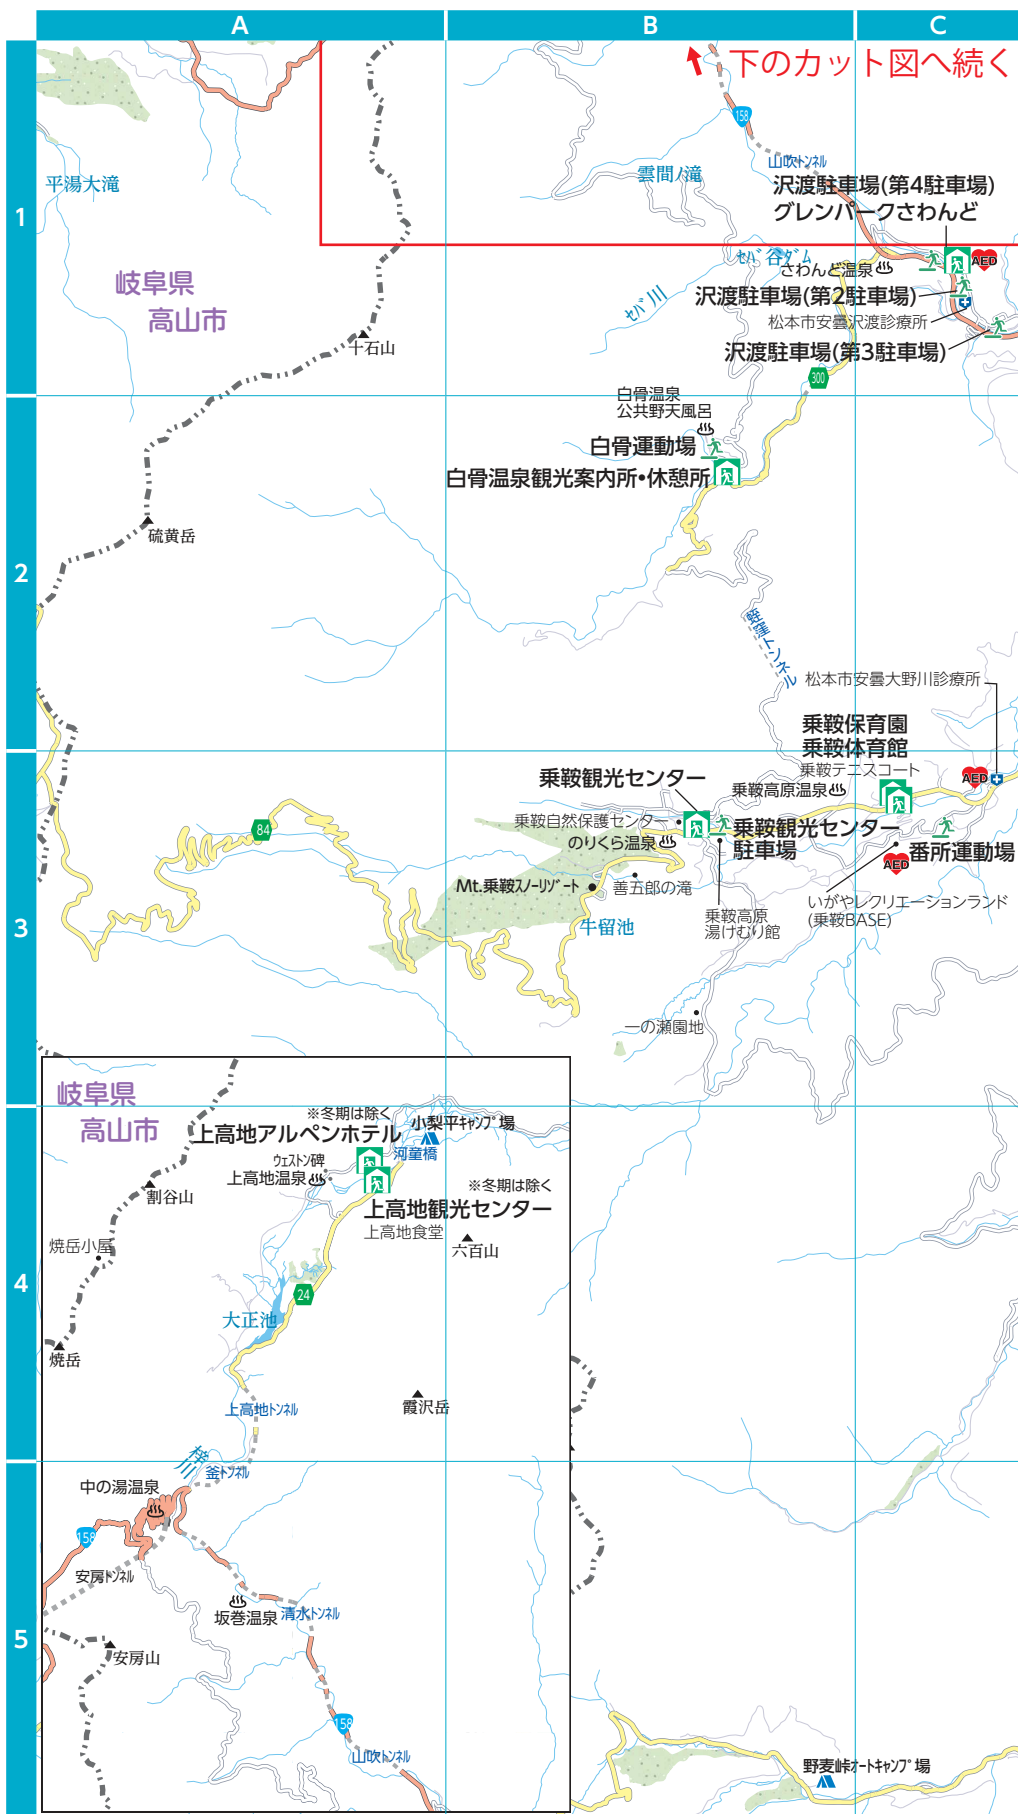 A
B
C
1
2
3
4
5
下のカット図へ続く
158
山吹トンネル
平湯大滝
雲間ノ滝
沢渡駐車場(第4駐車場)
グレンパークさわんど
セバ谷ダム
さわんど温泉
AED
岐阜県
高山市
セバ川
沢渡駐車場(第2駐車場)
松本市安曇沢渡診療所
十石山
沢渡駐車場(第3駐車場)
300
白骨温泉
公共野天風呂
白骨運動場
白骨温泉観光案内所・休憩所
硫黄岳
蛭窪トンネル
松本市安曇大野川診療所
乗鞍保育園
乗鞍体育館
乗鞍テニスコート
AED
乗鞍観光センター
乗鞍高原温泉
84
乗鞍自然保護センター
のりくら温泉
乗鞍観光センター
駐車場
番所運動場
AED
Mt.乗鞍スノーリゾート
善五郎の滝
いがやレクリエーションランド
(乗鞍BASE)
牛留池
乗鞍高原
湯けむり館
一の瀬園地
岐阜県
高山市
※冬期は除く
上高地アルペンホテル
小梨平キャンプ場
河童橋
ウェストン碑
上高地温泉
※冬期は除く
上高地観光センター
上高地食堂
割谷山
六百山
焼岳小屋
24
大正池
焼岳
霞沢岳
上高地トンネル
梓川
釜トンネル
中の湯温泉
158
安房トンネル
坂巻温泉
清水トンネル
安房山
158
山吹トンネル
野麦峠オートキャンプ場